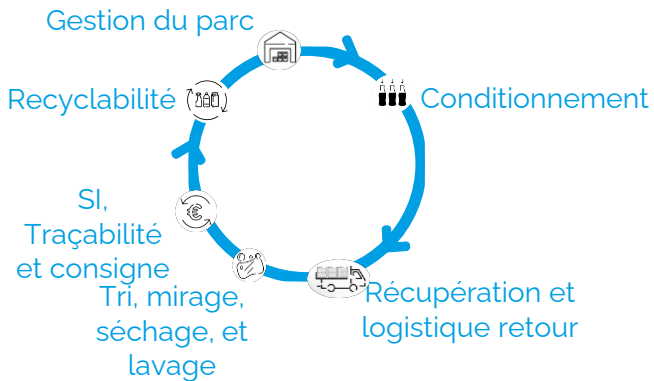 Gestion du parc
Recyclabilité
Conditionnement
SI,
Traçabilité
et consigne
Tri, mirage,
séchage, et
lavage
Récupération et
logistique retour